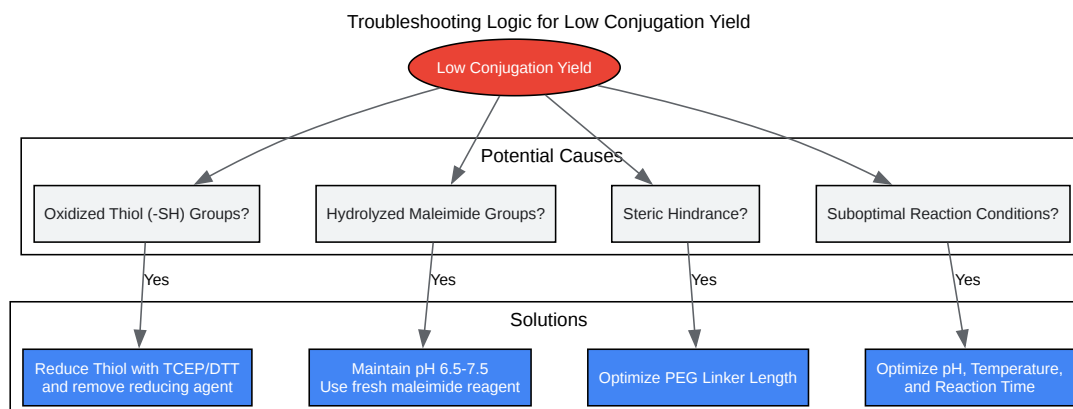 Troubleshooting Logic for Low Conjugation Yield
Low Conjugation Yield
Potential Causes
Oxidized Thiol (-SH) Groups?
Hydrolyzed Maleimide Groups?
Steric Hindrance?
Suboptimal Reaction Conditions?
Yes
Yes
Yes
Yes
Solutions
Reduce Thiol with TCEP/DTT
and remove reducing agent
Maintain pH 6.5-7.5
Use fresh maleimide reagent
Optimize PEG Linker Length
Optimize pH, Temperature,
and Reaction Time